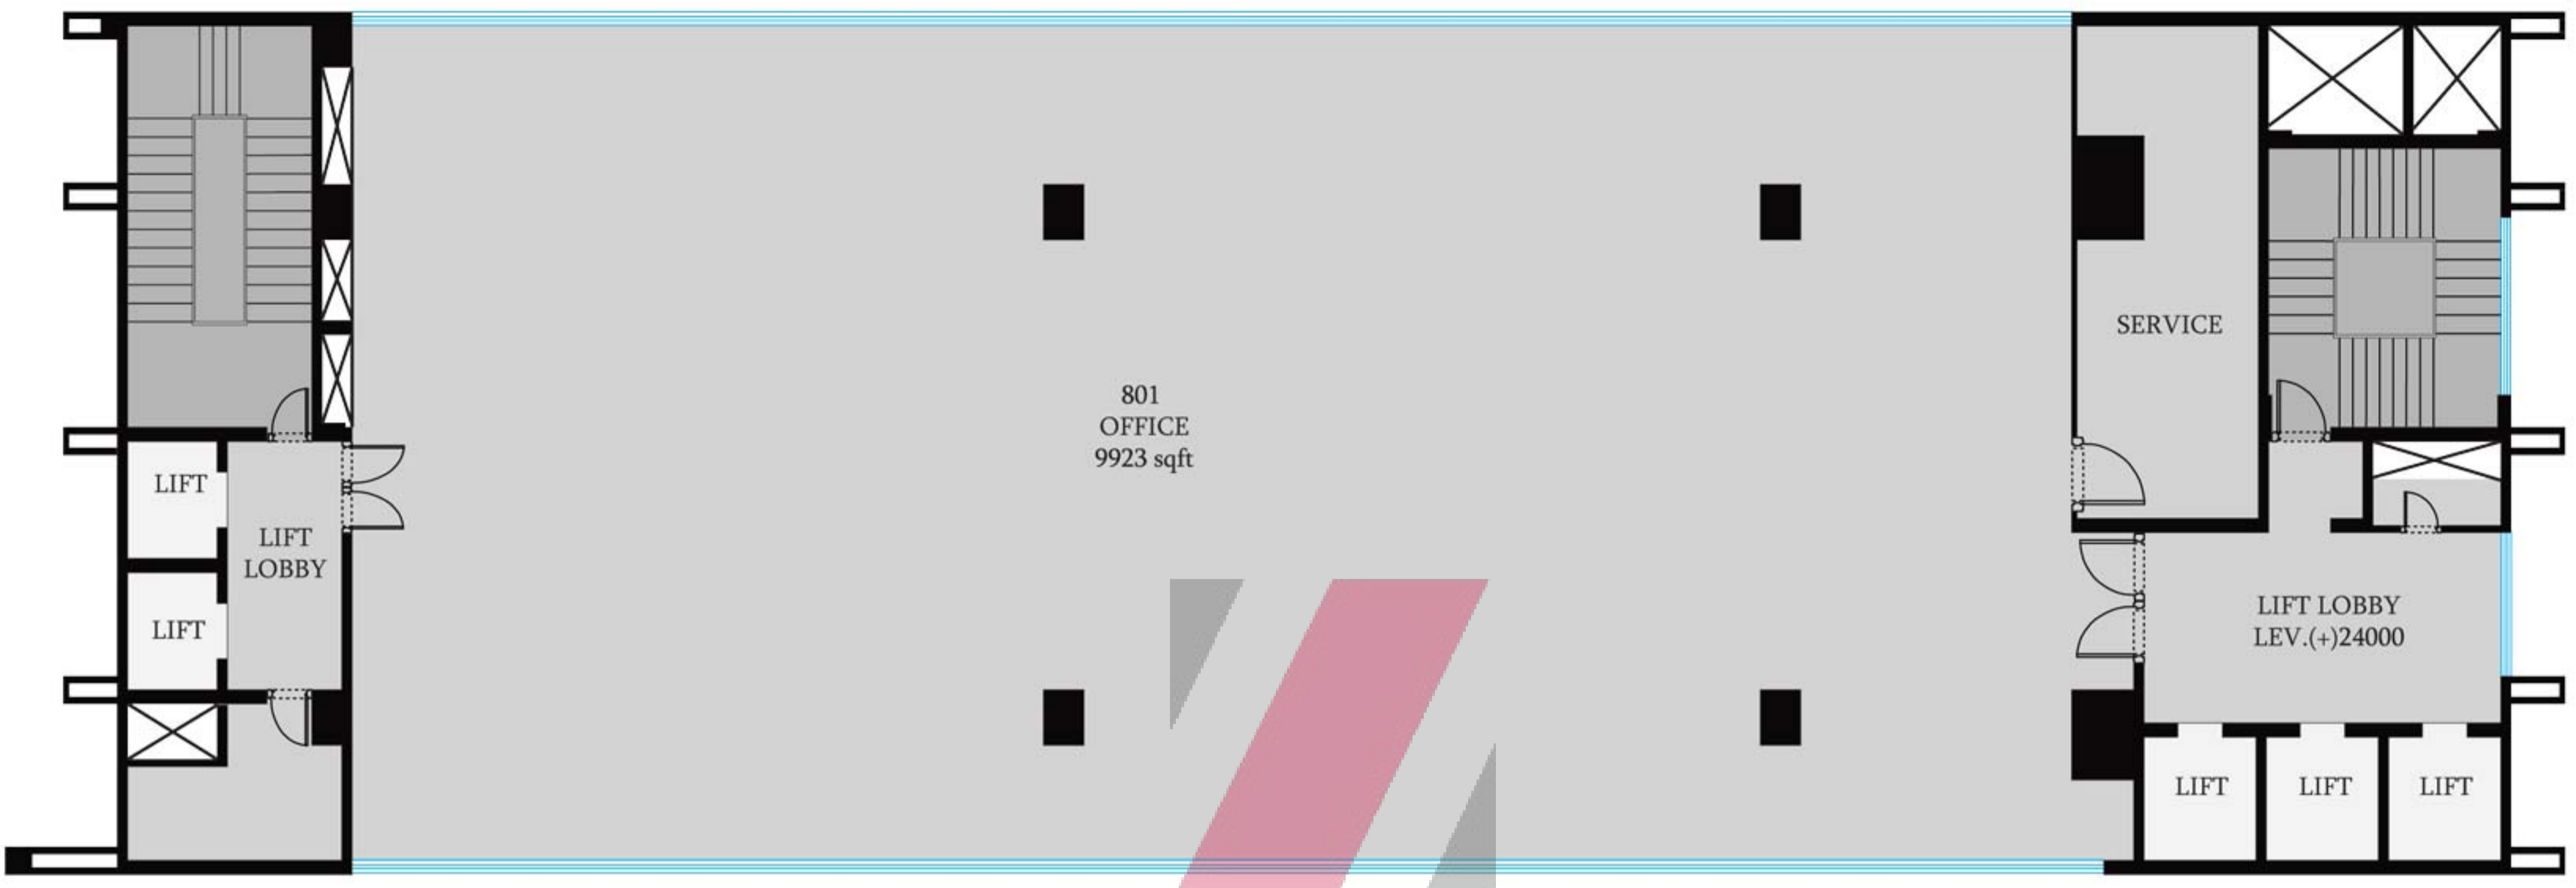 SERVICE
801
OFFICE
9923 sqft
LIFT
LIFT
LOBBY
LIFT
LIFT LOBBY
LEV.(+)24000
LIFT
LIFT
LIFT